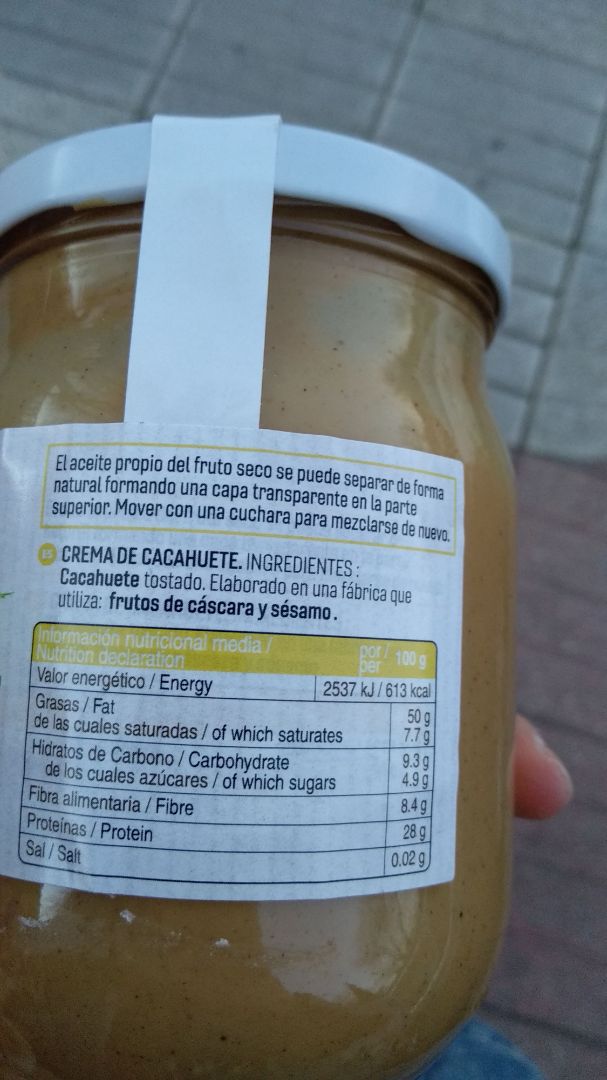 El aceite propio del fruto seco se puede separar de forma
natural formando una capa transparente en la parte
superior. Mover con una cuchara para mezclarse de nuevo.
ES CREMA DE CACAHUETE. INGREDIENTES:
Cacahuete tostado. Elaborado en una fábrica que
utiliza: frutos de cáscara y sésamo.
Información nutricional media / por / 100 g
Nutrition declaration per
Valor energético / Energy 2537 kJ / 613 kcal
Grasas / Fat 50 g
de las cuales saturadas / of which saturates 7.7 g
Hidratos de Carbono / Carbohydrate 9.3 g
de los cuales azúcares / of which sugars 4.9 g
Fibra alimentaria / Fibre 8.4 g
Proteínas / Protein 28 g
Sal / Salt 0.02 g